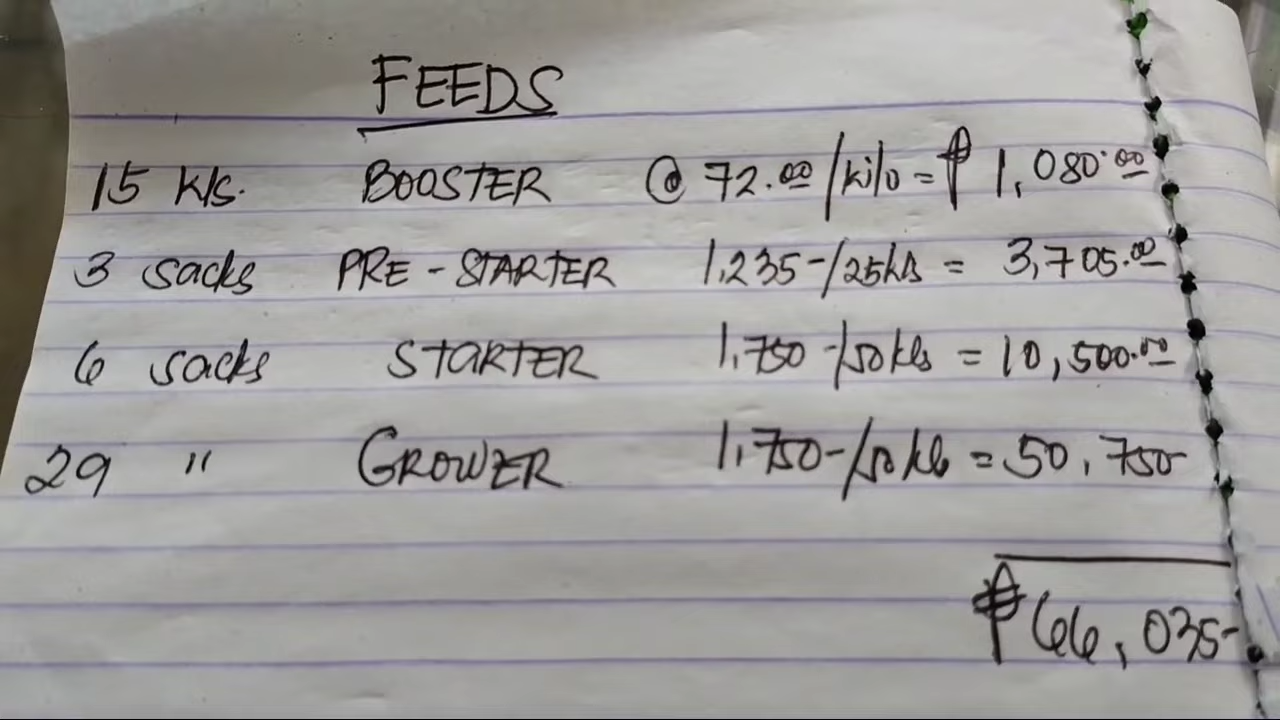 FEEDS
15 kls. BOOSTER @ 72.00/kilo = ₱ 1,080.00
3 sacks PRE-STARTER 1,235-/25kls = 3,705.00
6 sacks STARTER 1,750-/50kls = 10,500.00
29 " GROWER 1,750-/50kls = 50,750-
₱66,035-